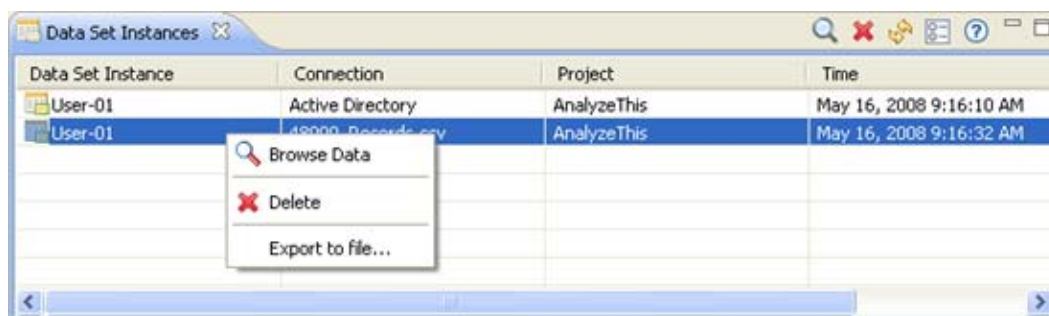 Data Set Instances
Data Set Instance Connection Project Time
User-01 Active Directory AnalyzeThis May 16, 2008 9:16:10 AM
User-01 AnalyzeThis May 16, 2008 9:16:32 AM
Browse Data
Delete
Export to file...